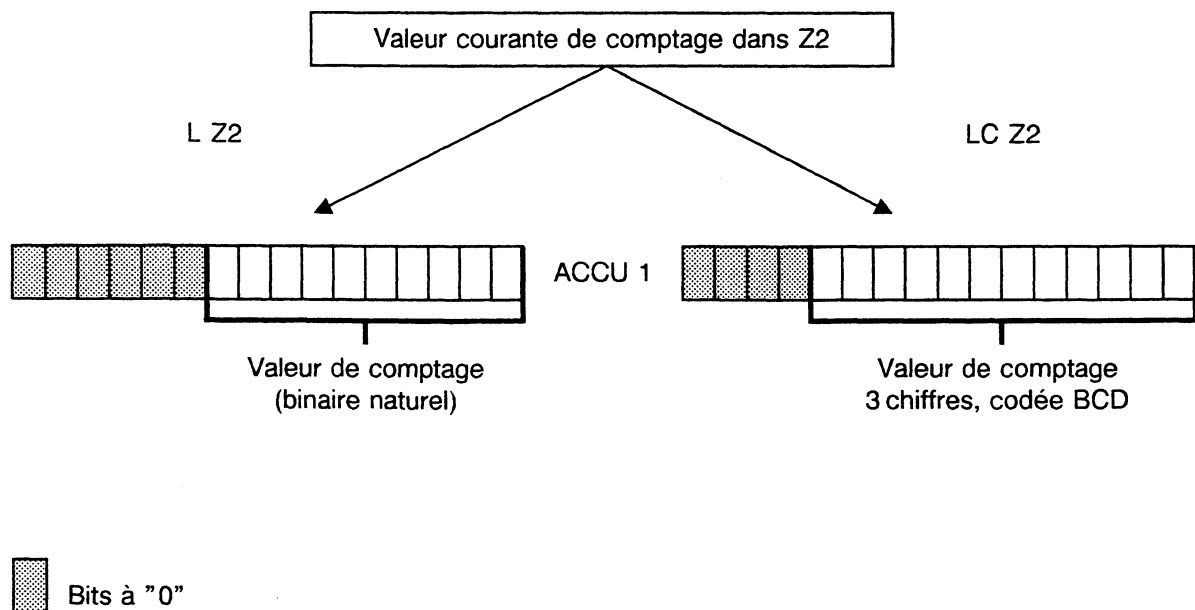 Valeur courante de comptage dans Z2
L Z2
LC Z2
ACCU 1
Valeur de comptage
(binaire naturel)
Valeur de comptage
3 chiffres, codée BCD
Bits à "0"